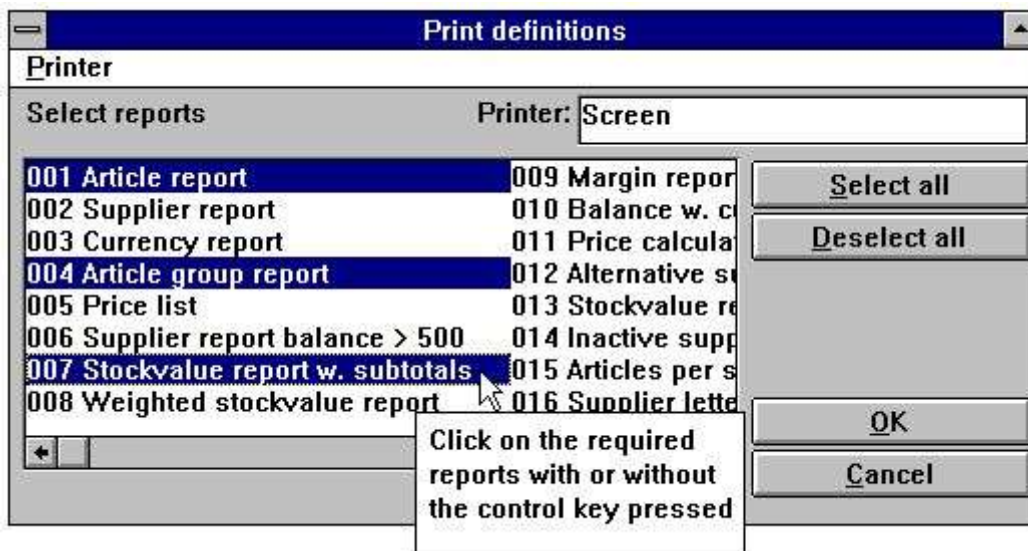 Print definitions
Printer
Select reports
Printer: Screen
001 Article report
002 Supplier report
003 Currency report
004 Article group report
005 Price list
006 Supplier report balance > 500
007 Stockvalue report w. subtotals
008 Weighted stockvalue report
009 Margin repor
010 Balance w. c
011 Price calcula
012 Alternative s
013 Stockvalue re
014 Inactive supp
015 Articles per s
016 Supplier lette
Select all
Deselect all
OK
Cancel
Click on the required
reports with or without
the control key pressed